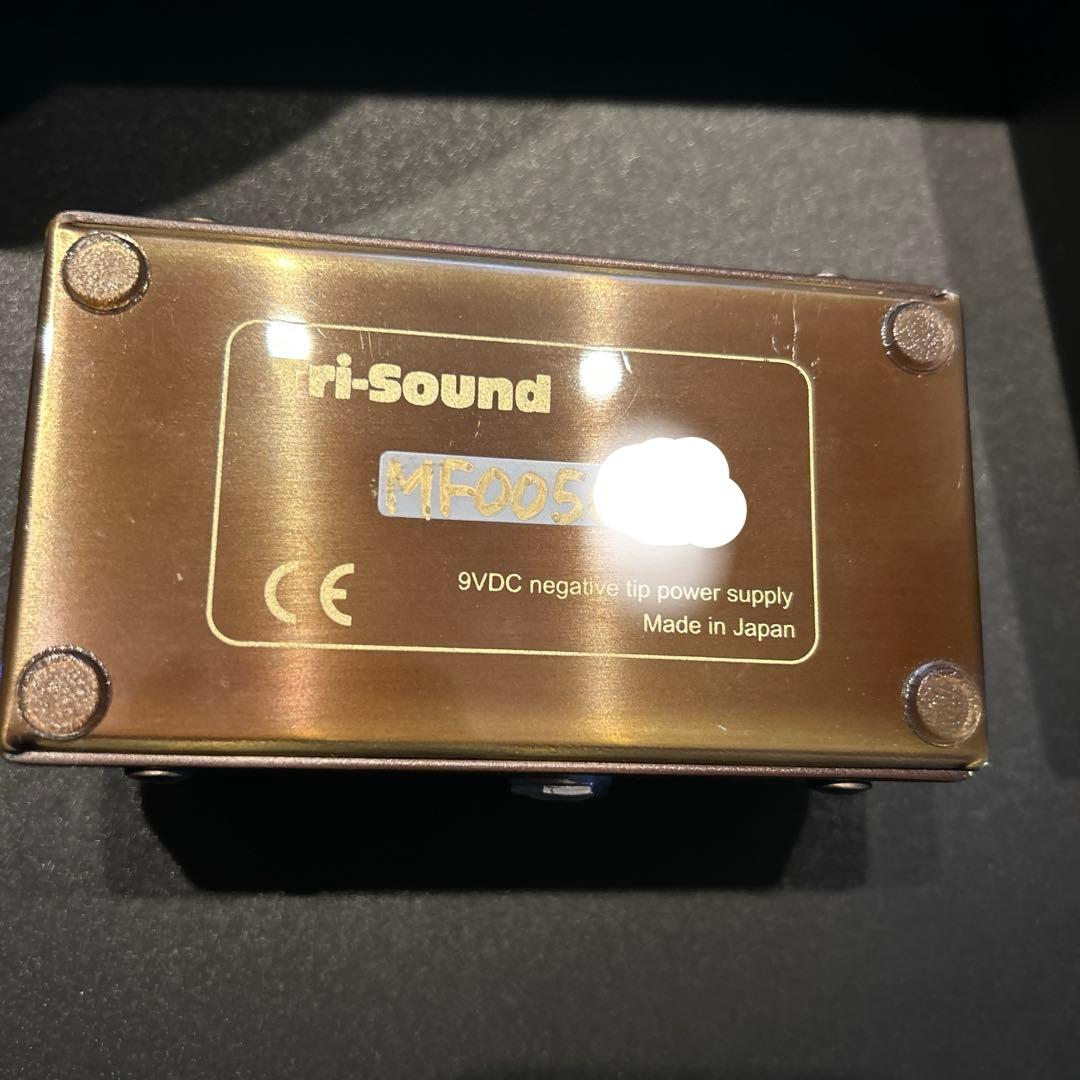 Tri-Sound
MF005
CE
9VDC negative tip power supply
Made in Japan